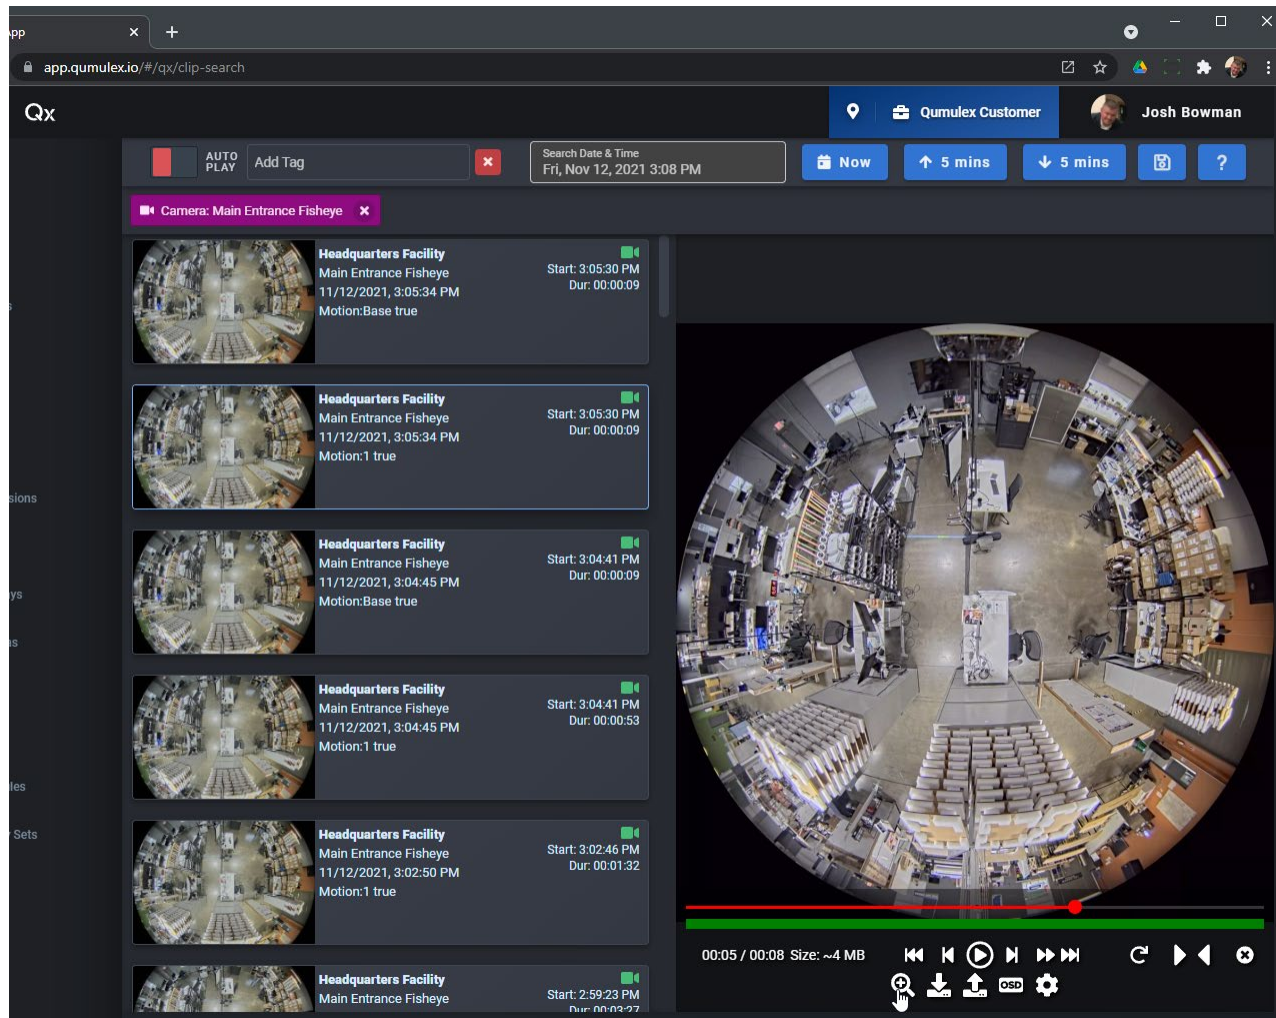 App
app.qumulex.io/#/qx/clip-search
Qx
Qumulex Customer
Josh Bowman
AUTO
PLAY
Add Tag
Search Date & Time
Fri, Nov 12, 2021 3:08 PM
Now
5 mins
5 mins
?
Camera: Main Entrance Fisheye
Headquarters Facility
Main Entrance Fisheye
Start: 3:05:30 PM
11/12/2021, 3:05:34 PM
Dur: 00:00:09
Motion:Base true
Headquarters Facility
Main Entrance Fisheye
Start: 3:05:30 PM
11/12/2021, 3:05:34 PM
Dur: 00:00:09
Motion:1 true
sions
Headquarters Facility
Main Entrance Fisheye
Start: 3:04:41 PM
11/12/2021, 3:04:45 PM
Dur: 00:00:09
Motion:Base true
ys
Headquarters Facility
Main Entrance Fisheye
Start: 3:04:41 PM
11/12/2021, 3:04:45 PM
Dur: 00:00:53
Motion:1 true
les
Sets
Headquarters Facility
Main Entrance Fisheye
Start: 3:02:46 PM
11/12/2021, 3:02:50 PM
Dur: 00:01:32
Motion:1 true
Headquarters Facility
Main Entrance Fisheye
Start: 2:59:23 PM
Dur: 00:03:27
00:05 / 00:08 Size: ~4 MB
OSD